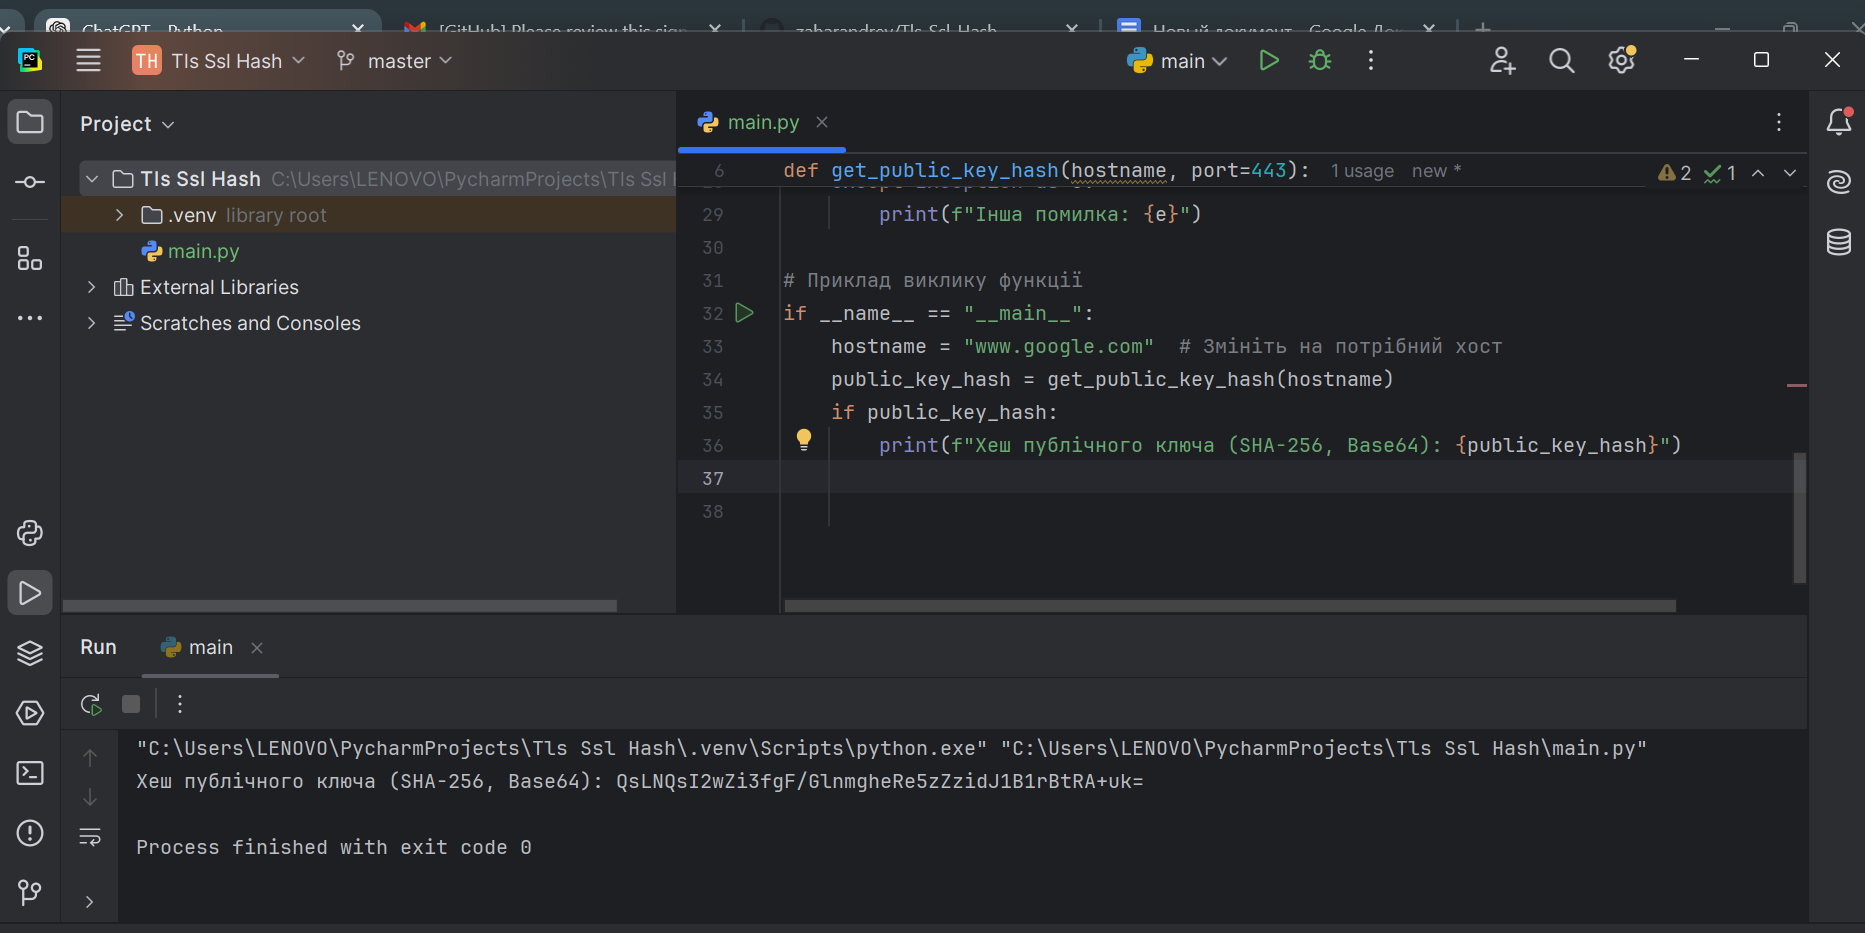 ChatGPT - Python
[GitHub] Please review this sign
zaharandrey/Tls-Ssl-Hash
Новый документ - Google Док
PC
TH Tls Ssl Hash
master
main
Project
main.py
Tls Ssl Hash C:\Users\LENOVO\PycharmProjects\Tls Ssl
.venv library root
main.py
External Libraries
Scratches and Consoles
6 def get_public_key_hash(hostname, port=443): 1 usage new *
2 1
29 print(f"Інша помилка: {e}")
30
31 # Приклад виклику функції
32 if __name__ == "__main__":
33 hostname = "www.google.com" # Змініть на потрібний хост
34 public_key_hash = get_public_key_hash(hostname)
35 if public_key_hash:
36 print(f"Хеш публічного ключа (SHA-256, Base64): {public_key_hash}")
37
38
Run main
"C:\Users\LENOVO\PycharmProjects\Tls Ssl Hash\.venv\Scripts\python.exe" "C:\Users\LENOVO\PycharmProjects\Tls Ssl Hash\main.py"
Хеш публічного ключа (SHA-256, Base64): QsLNQsI2wZi3fgF/GlnmgheRe5zZzidJ1B1rBtRA+uk=
Process finished with exit code 0